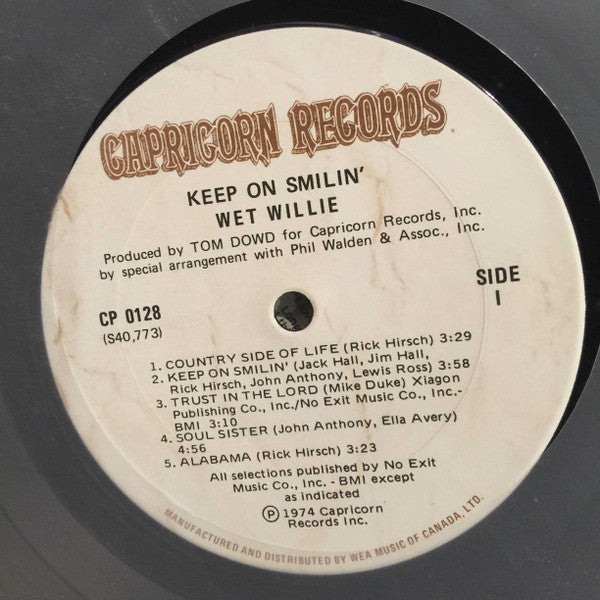 CAPRICORN RECORDS
KEEP ON SMILIN'
WET WILLIE
Produced by TOM DOWD for Capricorn Records, Inc.
by special arrangement with Phil Walden & Assoc., Inc.
CP 0128
(S40,773)
SIDE
I
1. COUNTRY SIDE OF LIFE (Rick Hirsch) 3:29
2. KEEP ON SMILIN' (Jack Hall, Jim Hall,
Rick Hirsch, John Anthony, Lewis Ross) 3:58
3. TRUST IN THE LORD (Mike Duke) Xiagon
Publishing Co., Inc./No Exit Music Co., Inc.-
BMI 3:10
4. SOUL SISTER (John Anthony, Ella Avery)
4:56
5. ALABAMA (Rick Hirsch) 3:23
All selections published by No Exit
Music Co., Inc. - BMI except
as indicated
Ⓟ 1974 Capricorn
Records Inc.
MANUFACTURED AND DISTRIBUTED BY WEA MUSIC OF CANADA, LTD.